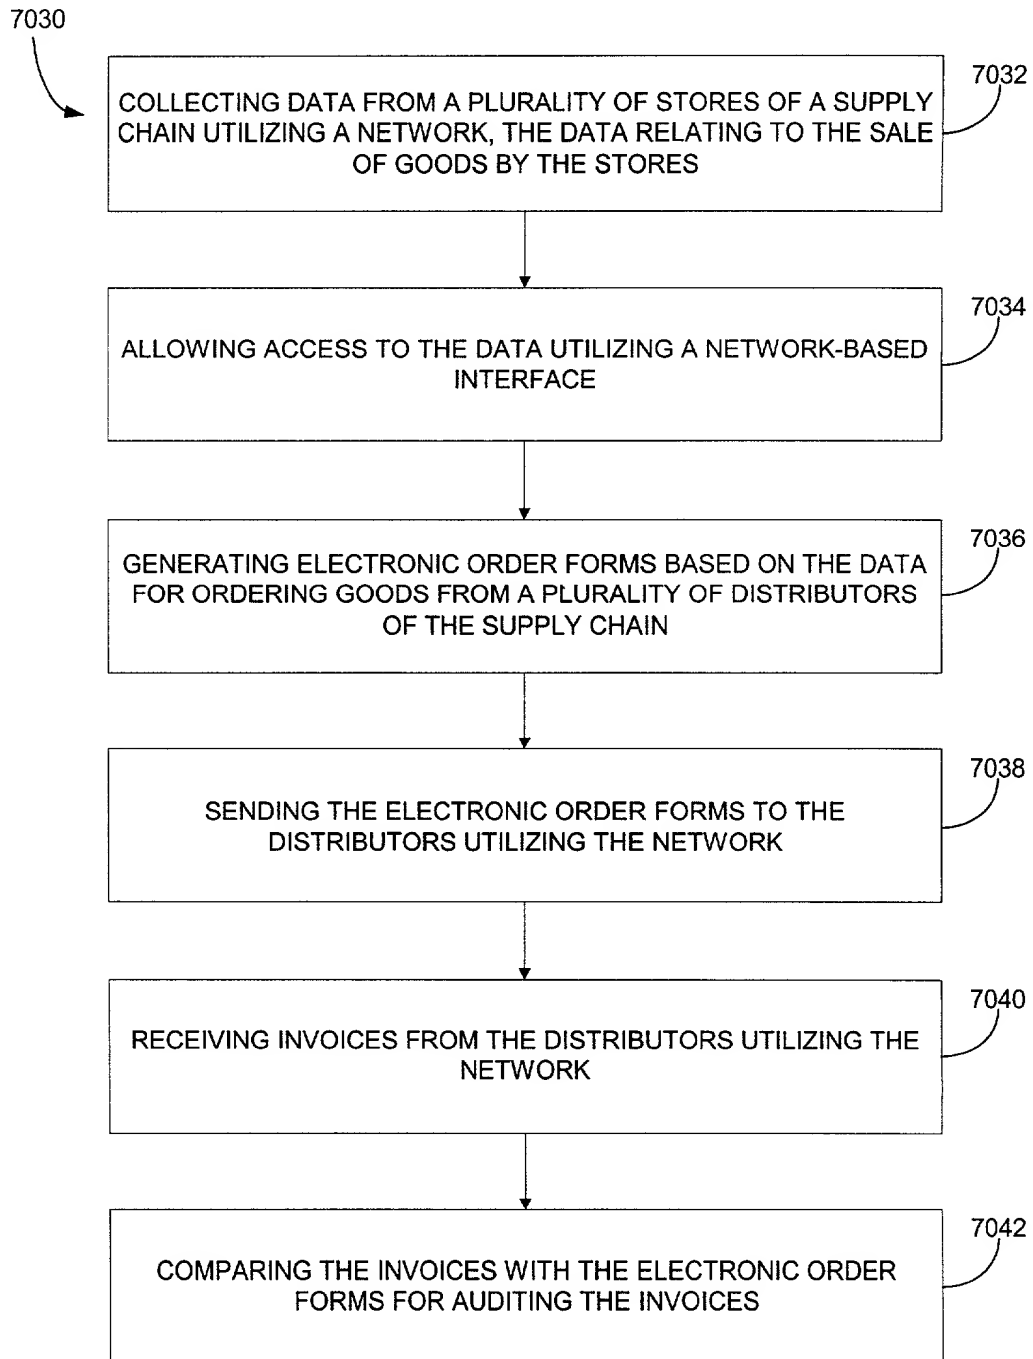 7030
7032
COLLECTING DATA FROM A PLURALITY OF STORES OF A SUPPLY
CHAIN UTILIZING A NETWORK, THE DATA RELATING TO THE SALE
OF GOODS BY THE STORES
7034
ALLOWING ACCESS TO THE DATA UTILIZING A NETWORK-BASED
INTERFACE
7036
GENERATING ELECTRONIC ORDER FORMS BASED ON THE DATA
FOR ORDERING GOODS FROM A PLURALITY OF DISTRIBUTORS
OF THE SUPPLY CHAIN
7038
SENDING THE ELECTRONIC ORDER FORMS TO THE
DISTRIBUTORS UTILIZING THE NETWORK
7040
RECEIVING INVOICES FROM THE DISTRIBUTORS UTILIZING THE
NETWORK
7042
COMPARING THE INVOICES WITH THE ELECTRONIC ORDER
FORMS FOR AUDITING THE INVOICES